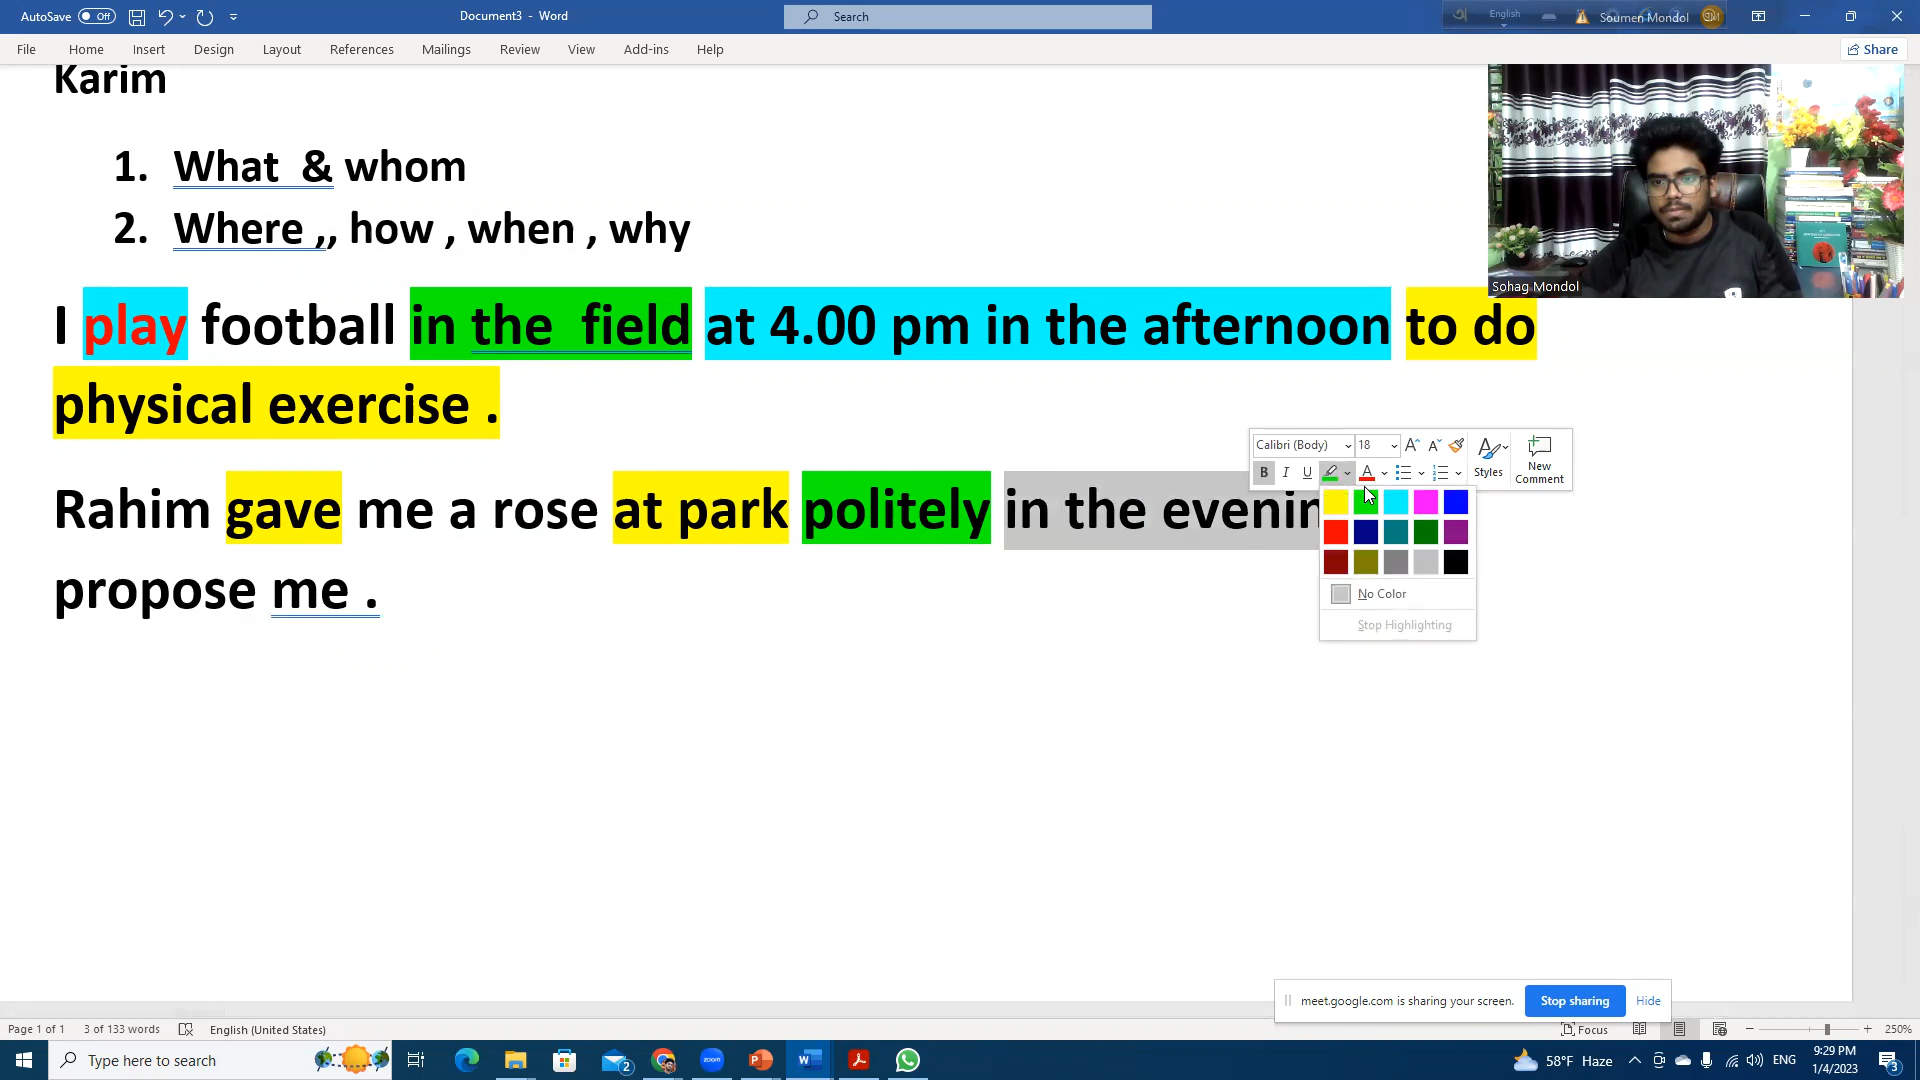 AutoSave Off Document3 - Word Search English Soumen Mondol SM
File Home Insert Design Layout References Mailings Review View Add-ins Help Share
Karim
1. What & whom
2. Where ,, how , when , why
Sohag Mondol
I play football in the field at 4.00 pm in the afternoon to do
physical exercise .
Calibri (Body) 18
B I U Styles New Comment
Rahim gave me a rose at park politely in the evenin
propose me .
No Color
Stop Highlighting
meet.google.com is sharing your screen. Stop sharing Hide
Page 1 of 1 3 of 133 words English (United States) Focus 250%
Type here to search 2 58°F Haze ENG 9:29 PM 3
1/4/2023